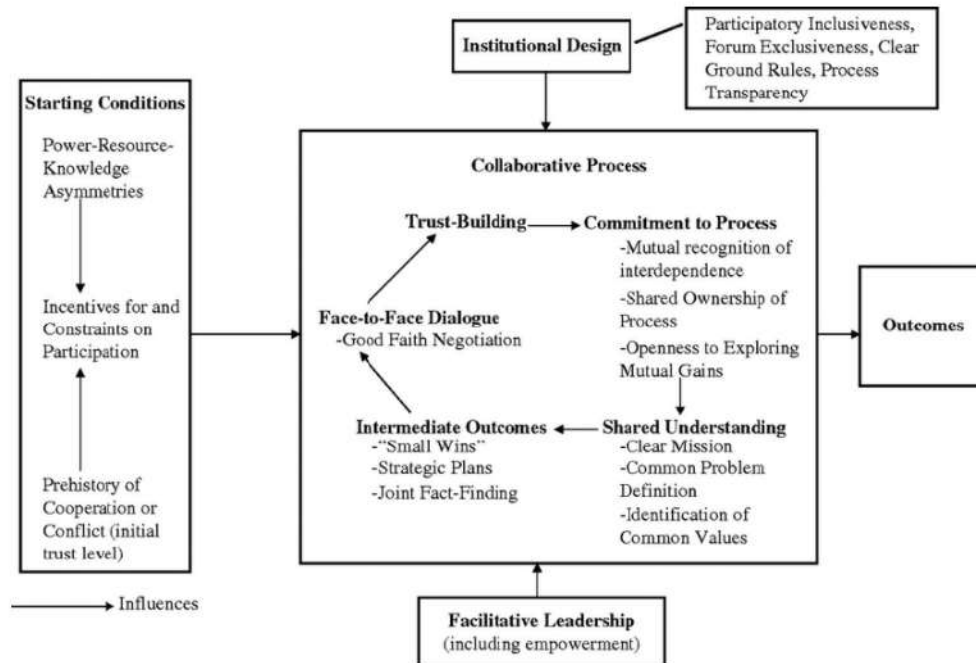 Institutional Design
Participatory Inclusiveness,
Forum Exclusiveness, Clear
Ground Rules, Process
Transparency
Starting Conditions
Power-Resource-
Knowledge
Asymmetries
Incentives for and
Constraints on
Participation
Prehistory of
Cooperation or
Conflict (initial
trust level)
Influences
Collaborative Process
Trust-Building
Commitment to Process
-Mutual recognition of
interdependence
-Shared Ownership of
Process
-Openness to Exploring
Mutual Gains
Face-to-Face Dialogue
-Good Faith Negotiation
Intermediate Outcomes
-“Small Wins”
-Strategic Plans
-Joint Fact-Finding
Shared Understanding
-Clear Mission
-Common Problem
Definition
-Identification of
Common Values
Outcomes
Facilitative Leadership
(including empowerment)